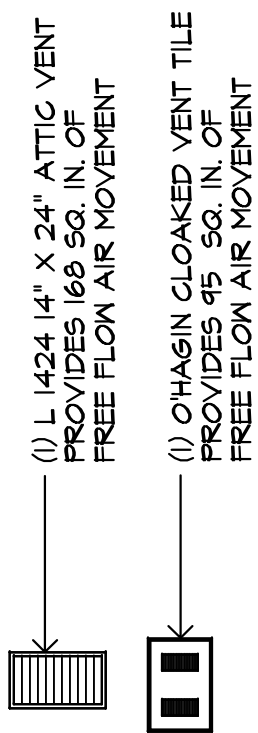 (1) L 1424 14" X 24" ATTIC VENT
PROVIDES 168 SQ. IN. OF
FREE FLOW AIR MOVEMENT
(1) O'HAGIN CLOAKED VENT TILE
PROVIDES 95 SQ. IN. OF
FREE FLOW AIR MOVEMENT